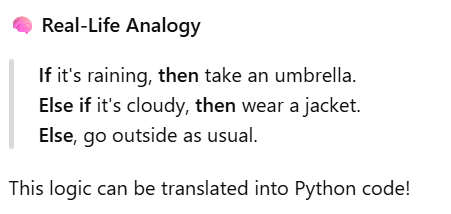 🧠 Real-Life Analogy
If it's raining, then take an umbrella.
Else if it's cloudy, then wear a jacket.
Else, go outside as usual.
This logic can be translated into Python code!